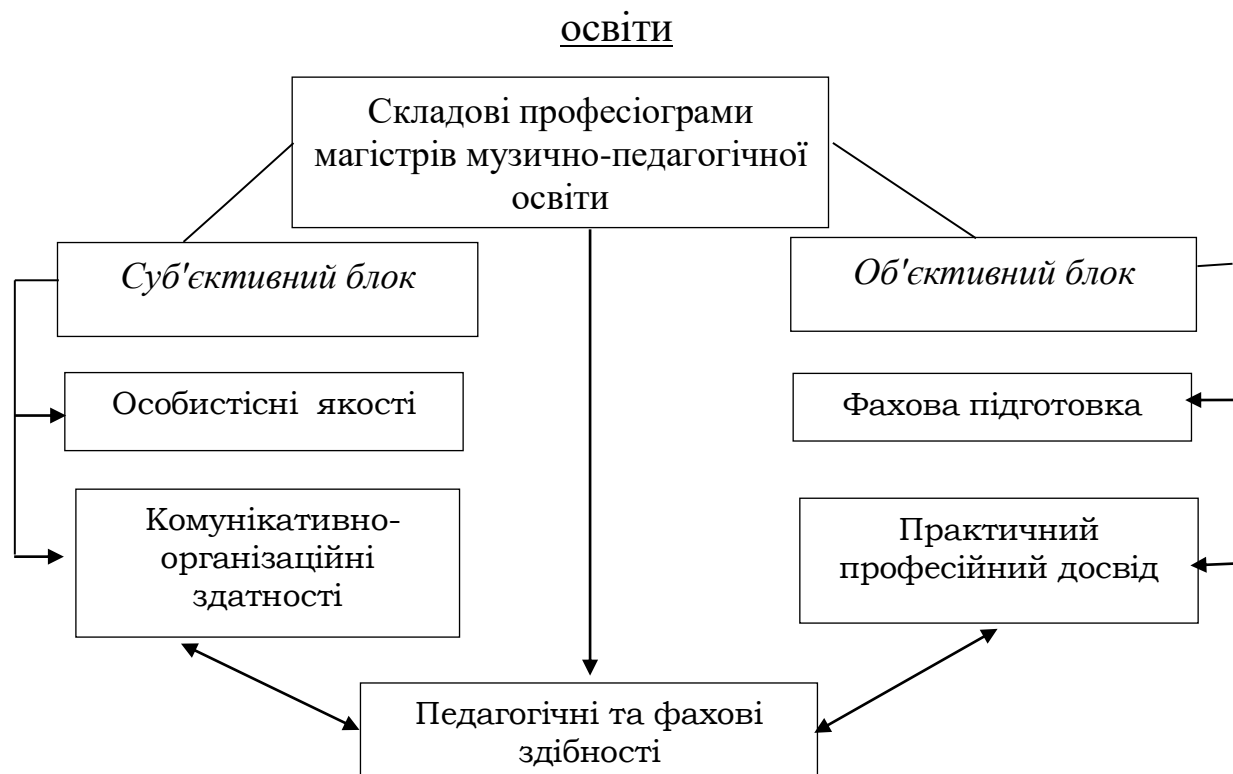 освіти
Складові професіограми
магістрів музично-педагогічної
освіти
Суб'єктивний блок
Об'єктивний блок
Особистісні якості
Фахова підготовка
Комунікативно-
організаційні
здатності
Практичний
професійний досвід
Педагогічні та фахові
здібності